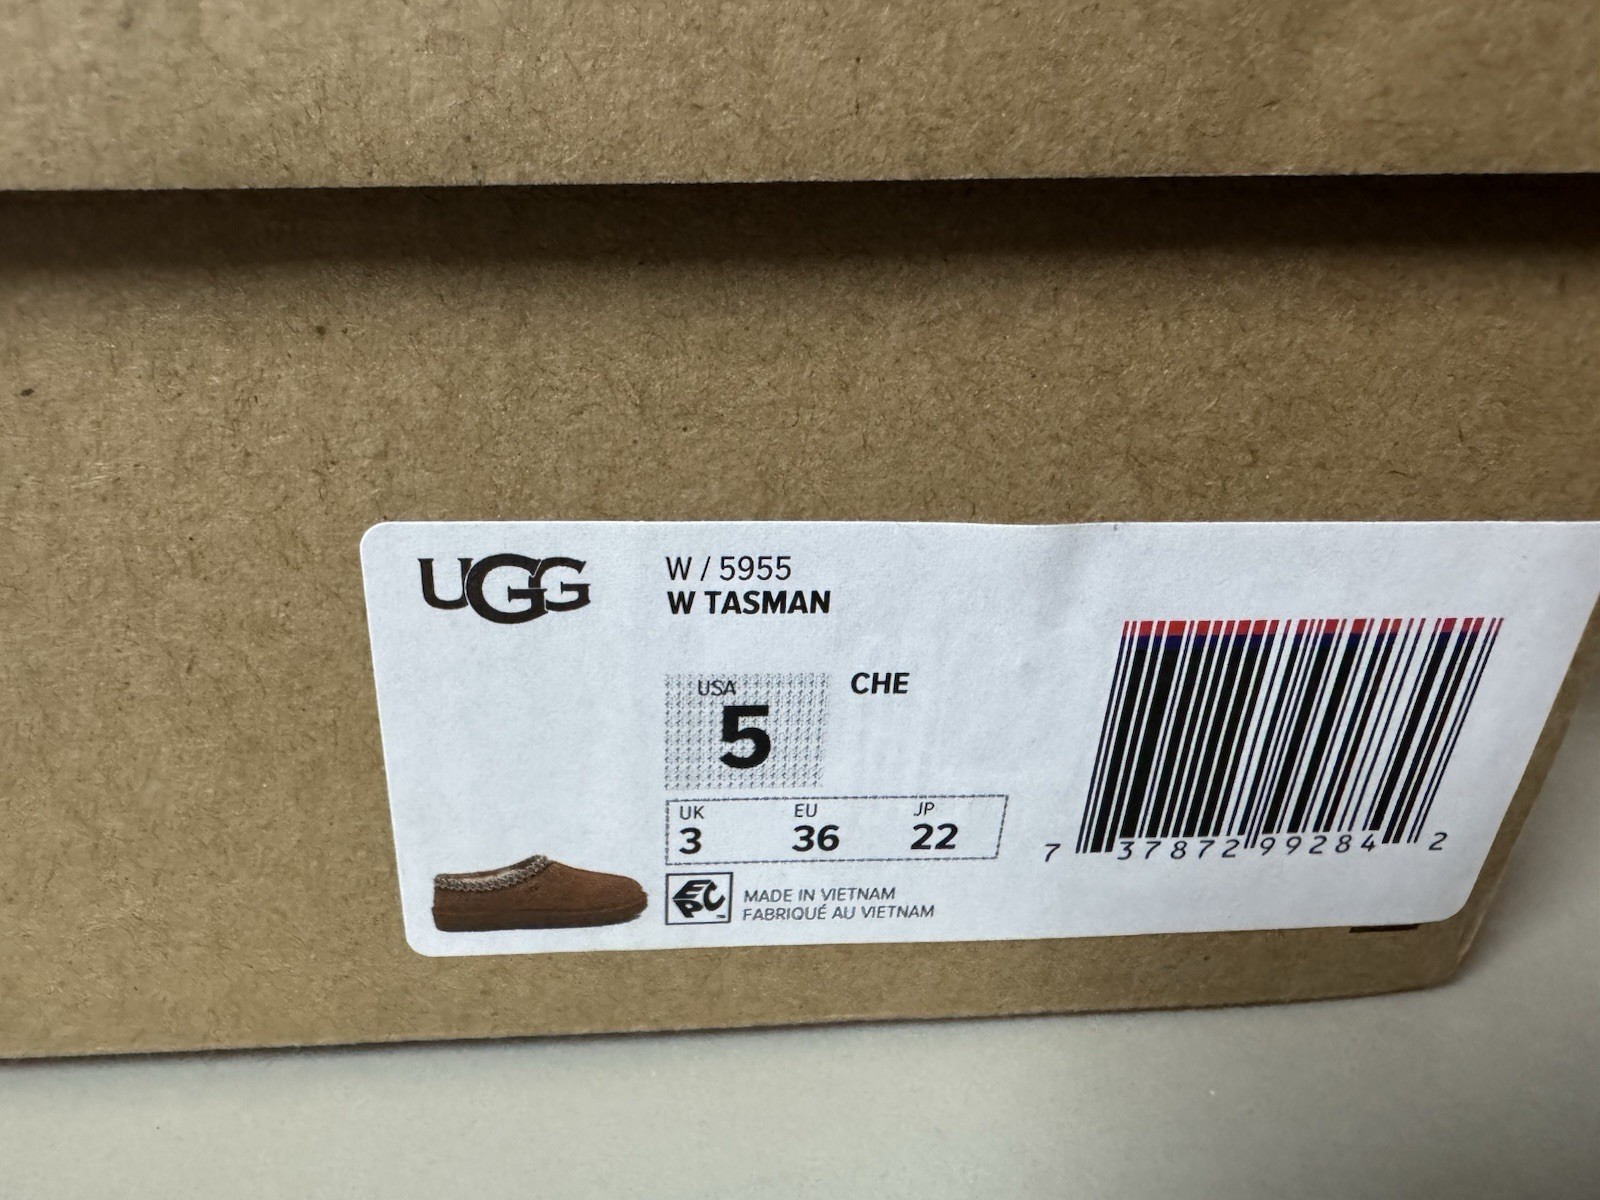 UGG
W / 5955
W TASMAN
USA
5
CHE
UK EU JP
3 36 22
EPC
MADE IN VIETNAM
FABRIQUÉ AU VIETNAM
7 37872 99284 2